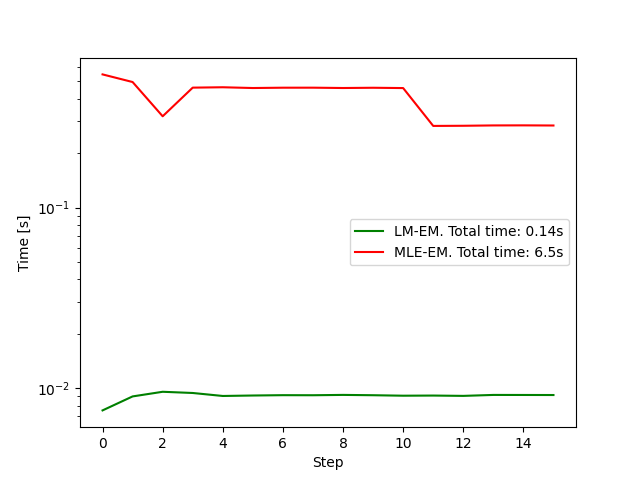 10⁻¹
10⁻²
Time [s]
LM-EM. Total time: 0.14s
MLE-EM. Total time: 6.5s
0 2 4 6 8 10 12 14
Step